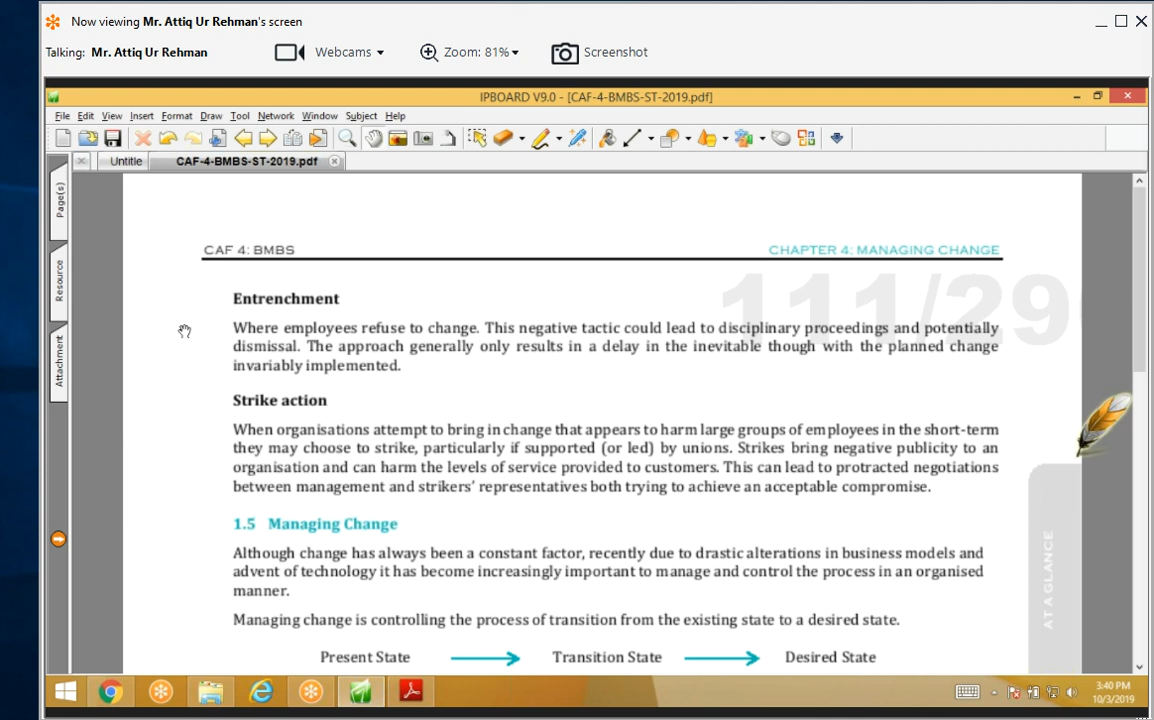 Now viewing Mr. Attiq Ur Rehman's screen
Talking: Mr. Attiq Ur Rehman Webcams Zoom: 81% Screenshot
IPBOARD V9.0 - [CAF-4-BMBS-ST-2019.pdf]
File Edit View Insert Format Draw Tool Network Window Subject Help
Untitle CAF-4-BMBS-ST-2019.pdf
Page(s)
Resource
Attachment
CAF 4: BMBS CHAPTER 4: MANAGING CHANGE
111/29
Entrenchment
Where employees refuse to change. This negative tactic could lead to disciplinary proceedings and potentially
dismissal. The approach generally only results in a delay in the inevitable though with the planned change
invariably implemented.
Strike action
When organisations attempt to bring in change that appears to harm large groups of employees in the short-term
they may choose to strike, particularly if supported (or led) by unions. Strikes bring negative publicity to an
organisation and can harm the levels of service provided to customers. This can lead to protracted negotiations
between management and strikers' representatives both trying to achieve an acceptable compromise.
1.5 Managing Change
Although change has always been a constant factor, recently due to drastic alterations in business models and
advent of technology it has become increasingly important to manage and control the process in an organised
manner.
Managing change is controlling the process of transition from the existing state to a desired state.
Present State Transition State Desired State
AT A GLANCE
3:40 PM
10/3/2019